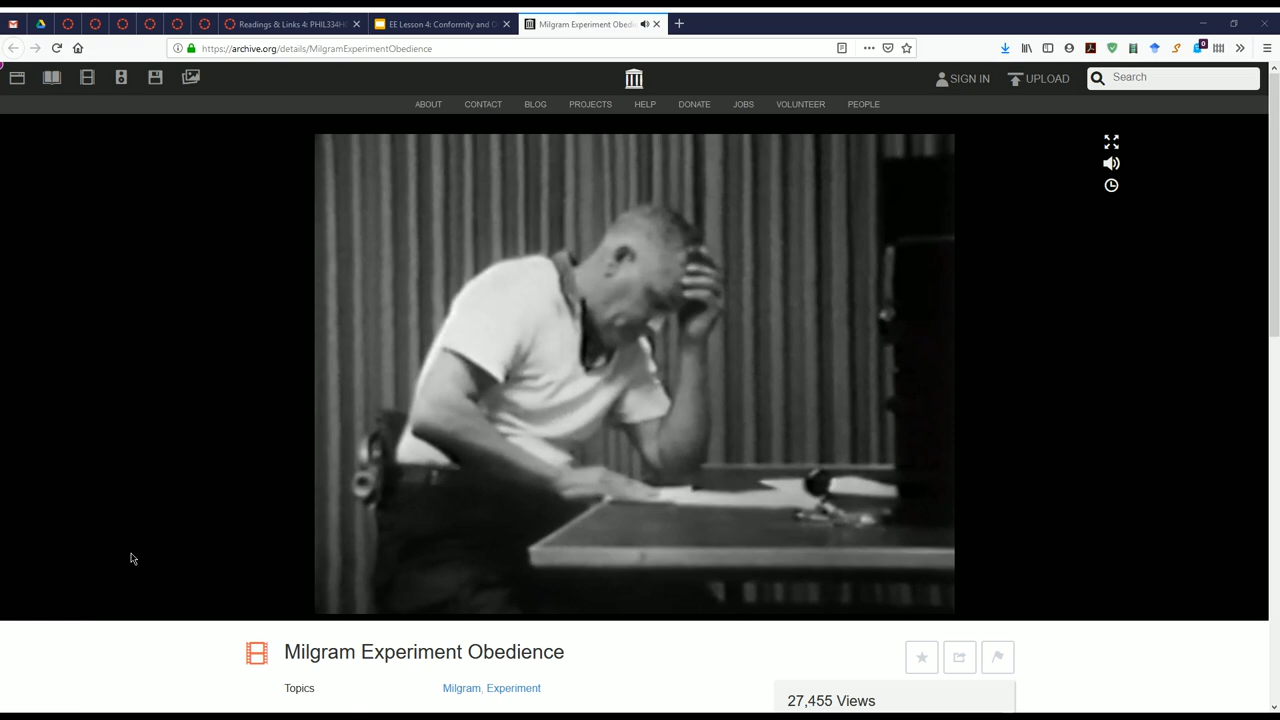 Readings & Links 4: PHIL334H
EE Lesson 4: Conformity and O
Milgram Experiment Obedie
https://archive.org/details/MilgramExperimentObedience
0
SIGN IN
UPLOAD
Search
ABOUT CONTACT BLOG PROJECTS HELP DONATE JOBS VOLUNTEER PEOPLE
Milgram Experiment Obedience
Topics
Milgram, Experiment
27,455 Views